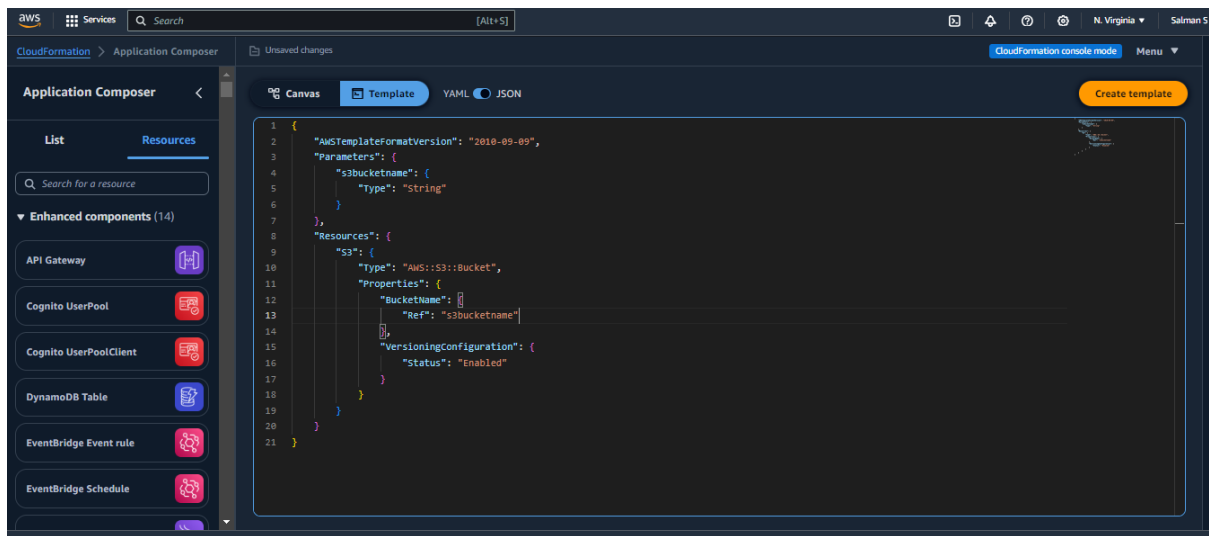 aws Services Search [Alt+S] N. Virginia ▼ Salman S
CloudFormation > Application Composer Unsaved changes CloudFormation console mode Menu ▼
Application Composer
Canvas Template YAML JSON Create template
List Resources
Search for a resource
▼ Enhanced components (14)
API Gateway
Cognito UserPool
Cognito UserPoolClient
DynamoDB Table
EventBridge Event rule
EventBridge Schedule
1 {
2 "AWSTemplateFormatVersion": "2010-09-09",
3 "Parameters": {
4 "s3bucketname": {
5 "Type": "String"
6 }
7 },
8 "Resources": {
9 "S3": {
10 "Type": "AWS::S3::Bucket",
11 "Properties": {
12 "BucketName": {
13 "Ref": "s3bucketname"
14 },
15 "VersioningConfiguration": {
16 "Status": "Enabled"
17 }
18 }
19 }
20 }
21 }